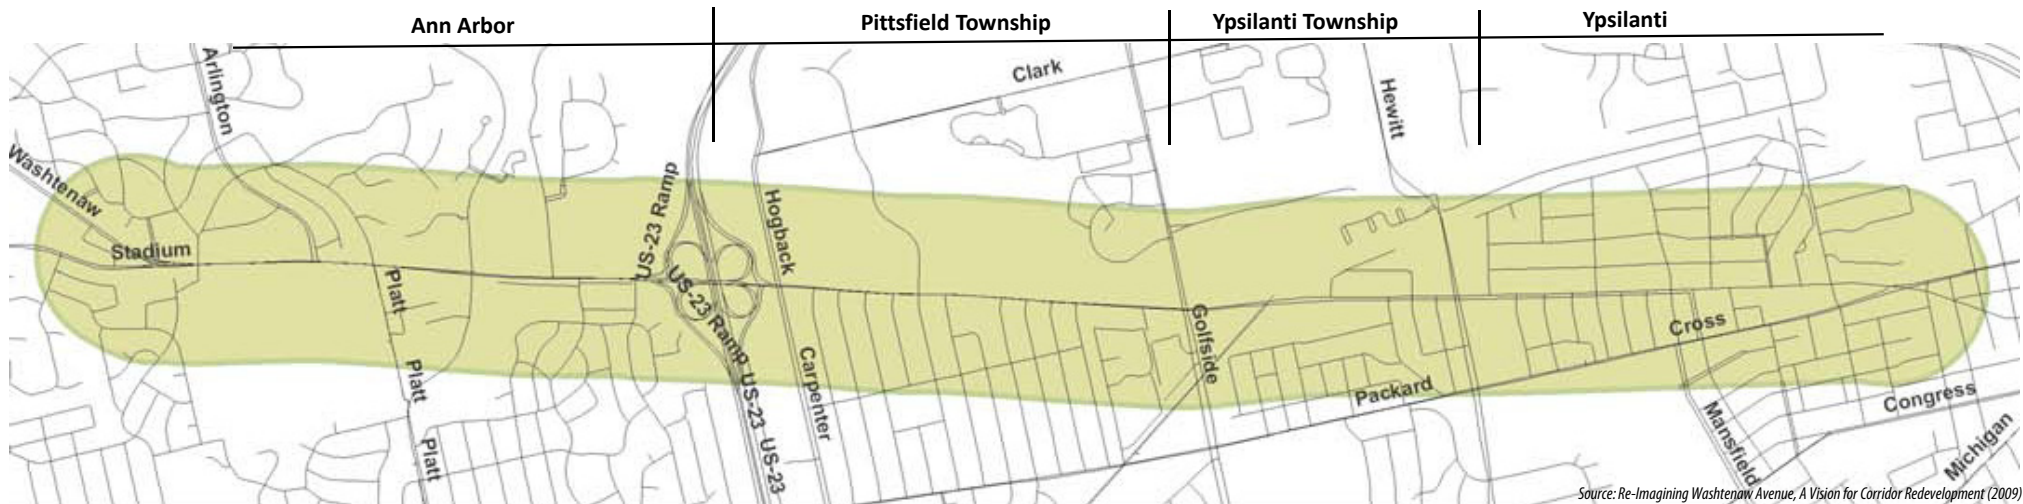 Ann Arbor
Pittsfield Township
Ypsilanti Township
Ypsilanti
Arlington
Clark
Hewitt
Washtenaw
Stadium
US-23 Ramp
Hogback
Platt
US-23 Ramp
Golfside
Cross
Platt
Carpenter
US-23
Packard
Congress
Mansfield
Michigan
Platt
US-23
Source: Re-Imagining Washtenaw Avenue, A Vision for Corridor Redevelopment (2009)